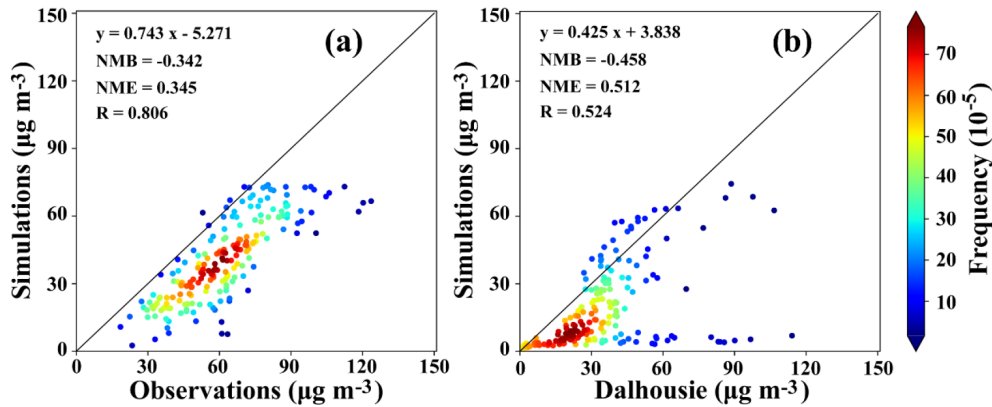 (a)
y = 0.743 x - 5.271
NMB = -0.342
NME = 0.345
R = 0.806
150
120
90
60
30
0
0 30 60 90 120 150
Simulations (μg m-3)
Observations (μg m-3)
(b)
y = 0.425 x + 3.838
NMB = -0.458
NME = 0.512
R = 0.524
150
120
90
60
30
0
0 30 60 90 120 150
Simulations (μg m-3)
Dalhousie (μg m-3)
70
60
50
40
30
20
10
Frequency (10-5)